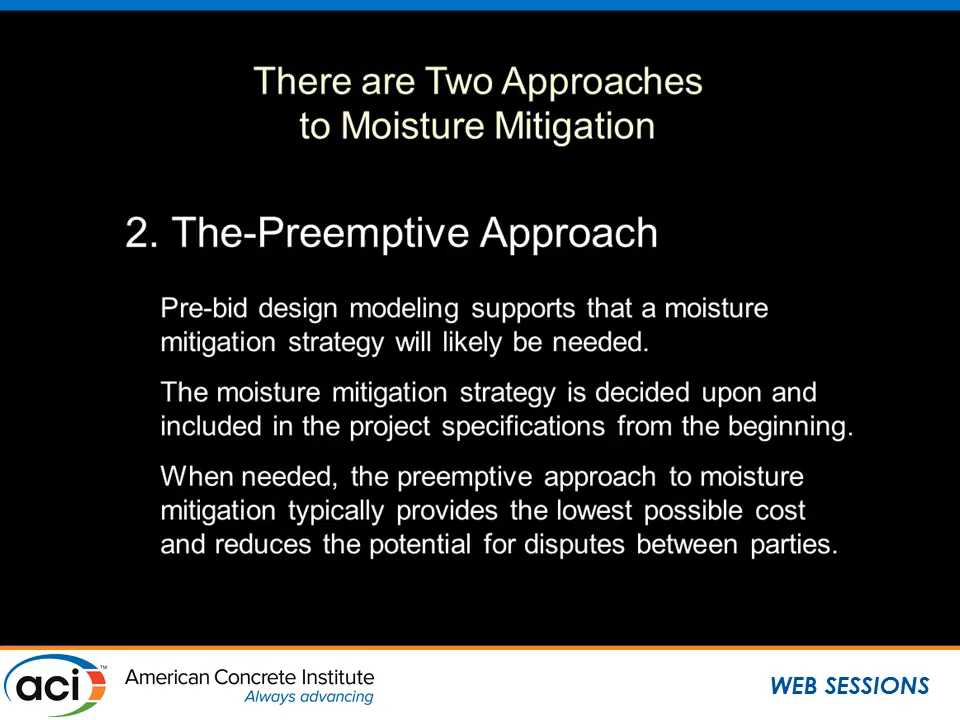 There are Two Approaches
to Moisture Mitigation
2. The-Preemptive Approach
Pre-bid design modeling supports that a moisture
mitigation strategy will likely be needed.
The moisture mitigation strategy is decided upon and
included in the project specifications from the beginning.
When needed, the preemptive approach to moisture
mitigation typically provides the lowest possible cost
and reduces the potential for disputes between parties.
aci™
American Concrete Institute
Always advancing
WEB SESSIONS